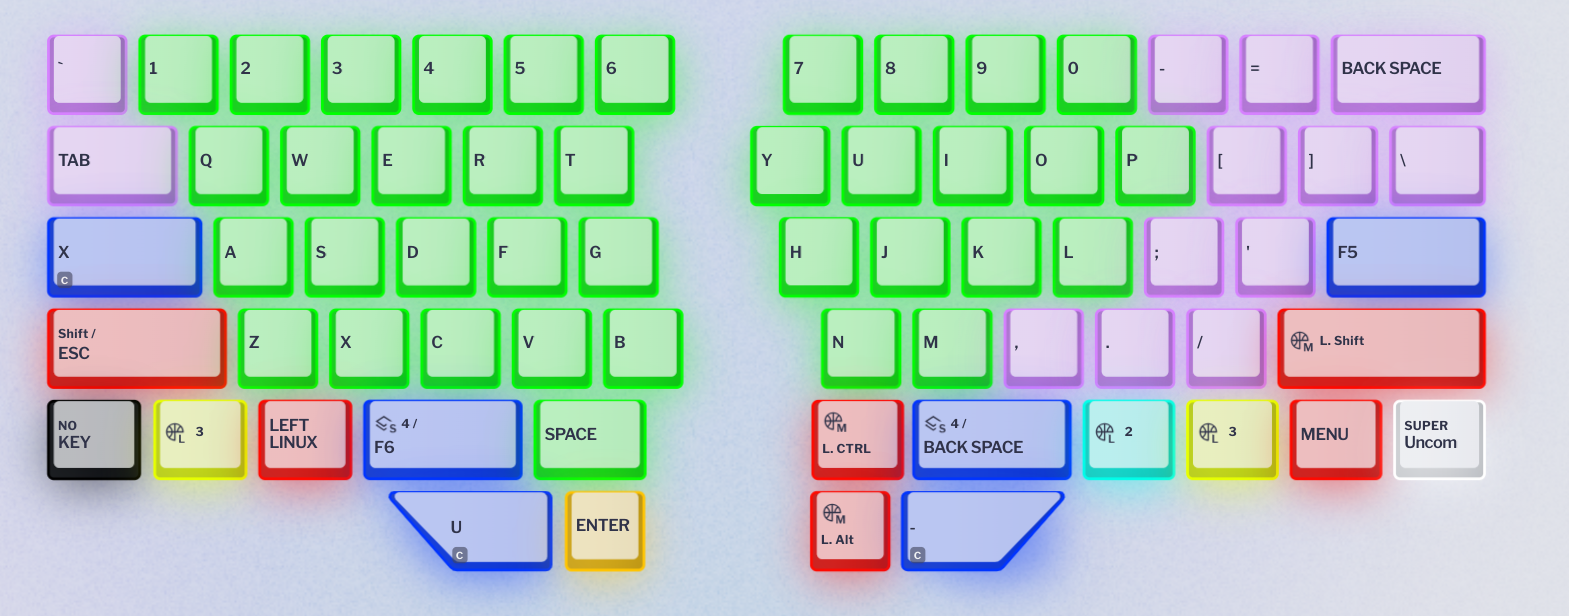 ` 1 2 3 4 5 6 7 8 9 0 - = BACK SPACE
TAB Q W E R T Y U I O P [ ] \
X A S D F G H J K L ; ' F5
C
Shift / Z X C V B N M , . / M L. Shift
ESC
NO KEY
L 3
LEFT LINUX
S 4 /
F6
SPACE
M
L. CTRL
S 4 /
BACK SPACE
L 2
L 3
MENU
SUPER
Uncom
U
C
ENTER
M
L. Alt
-
C